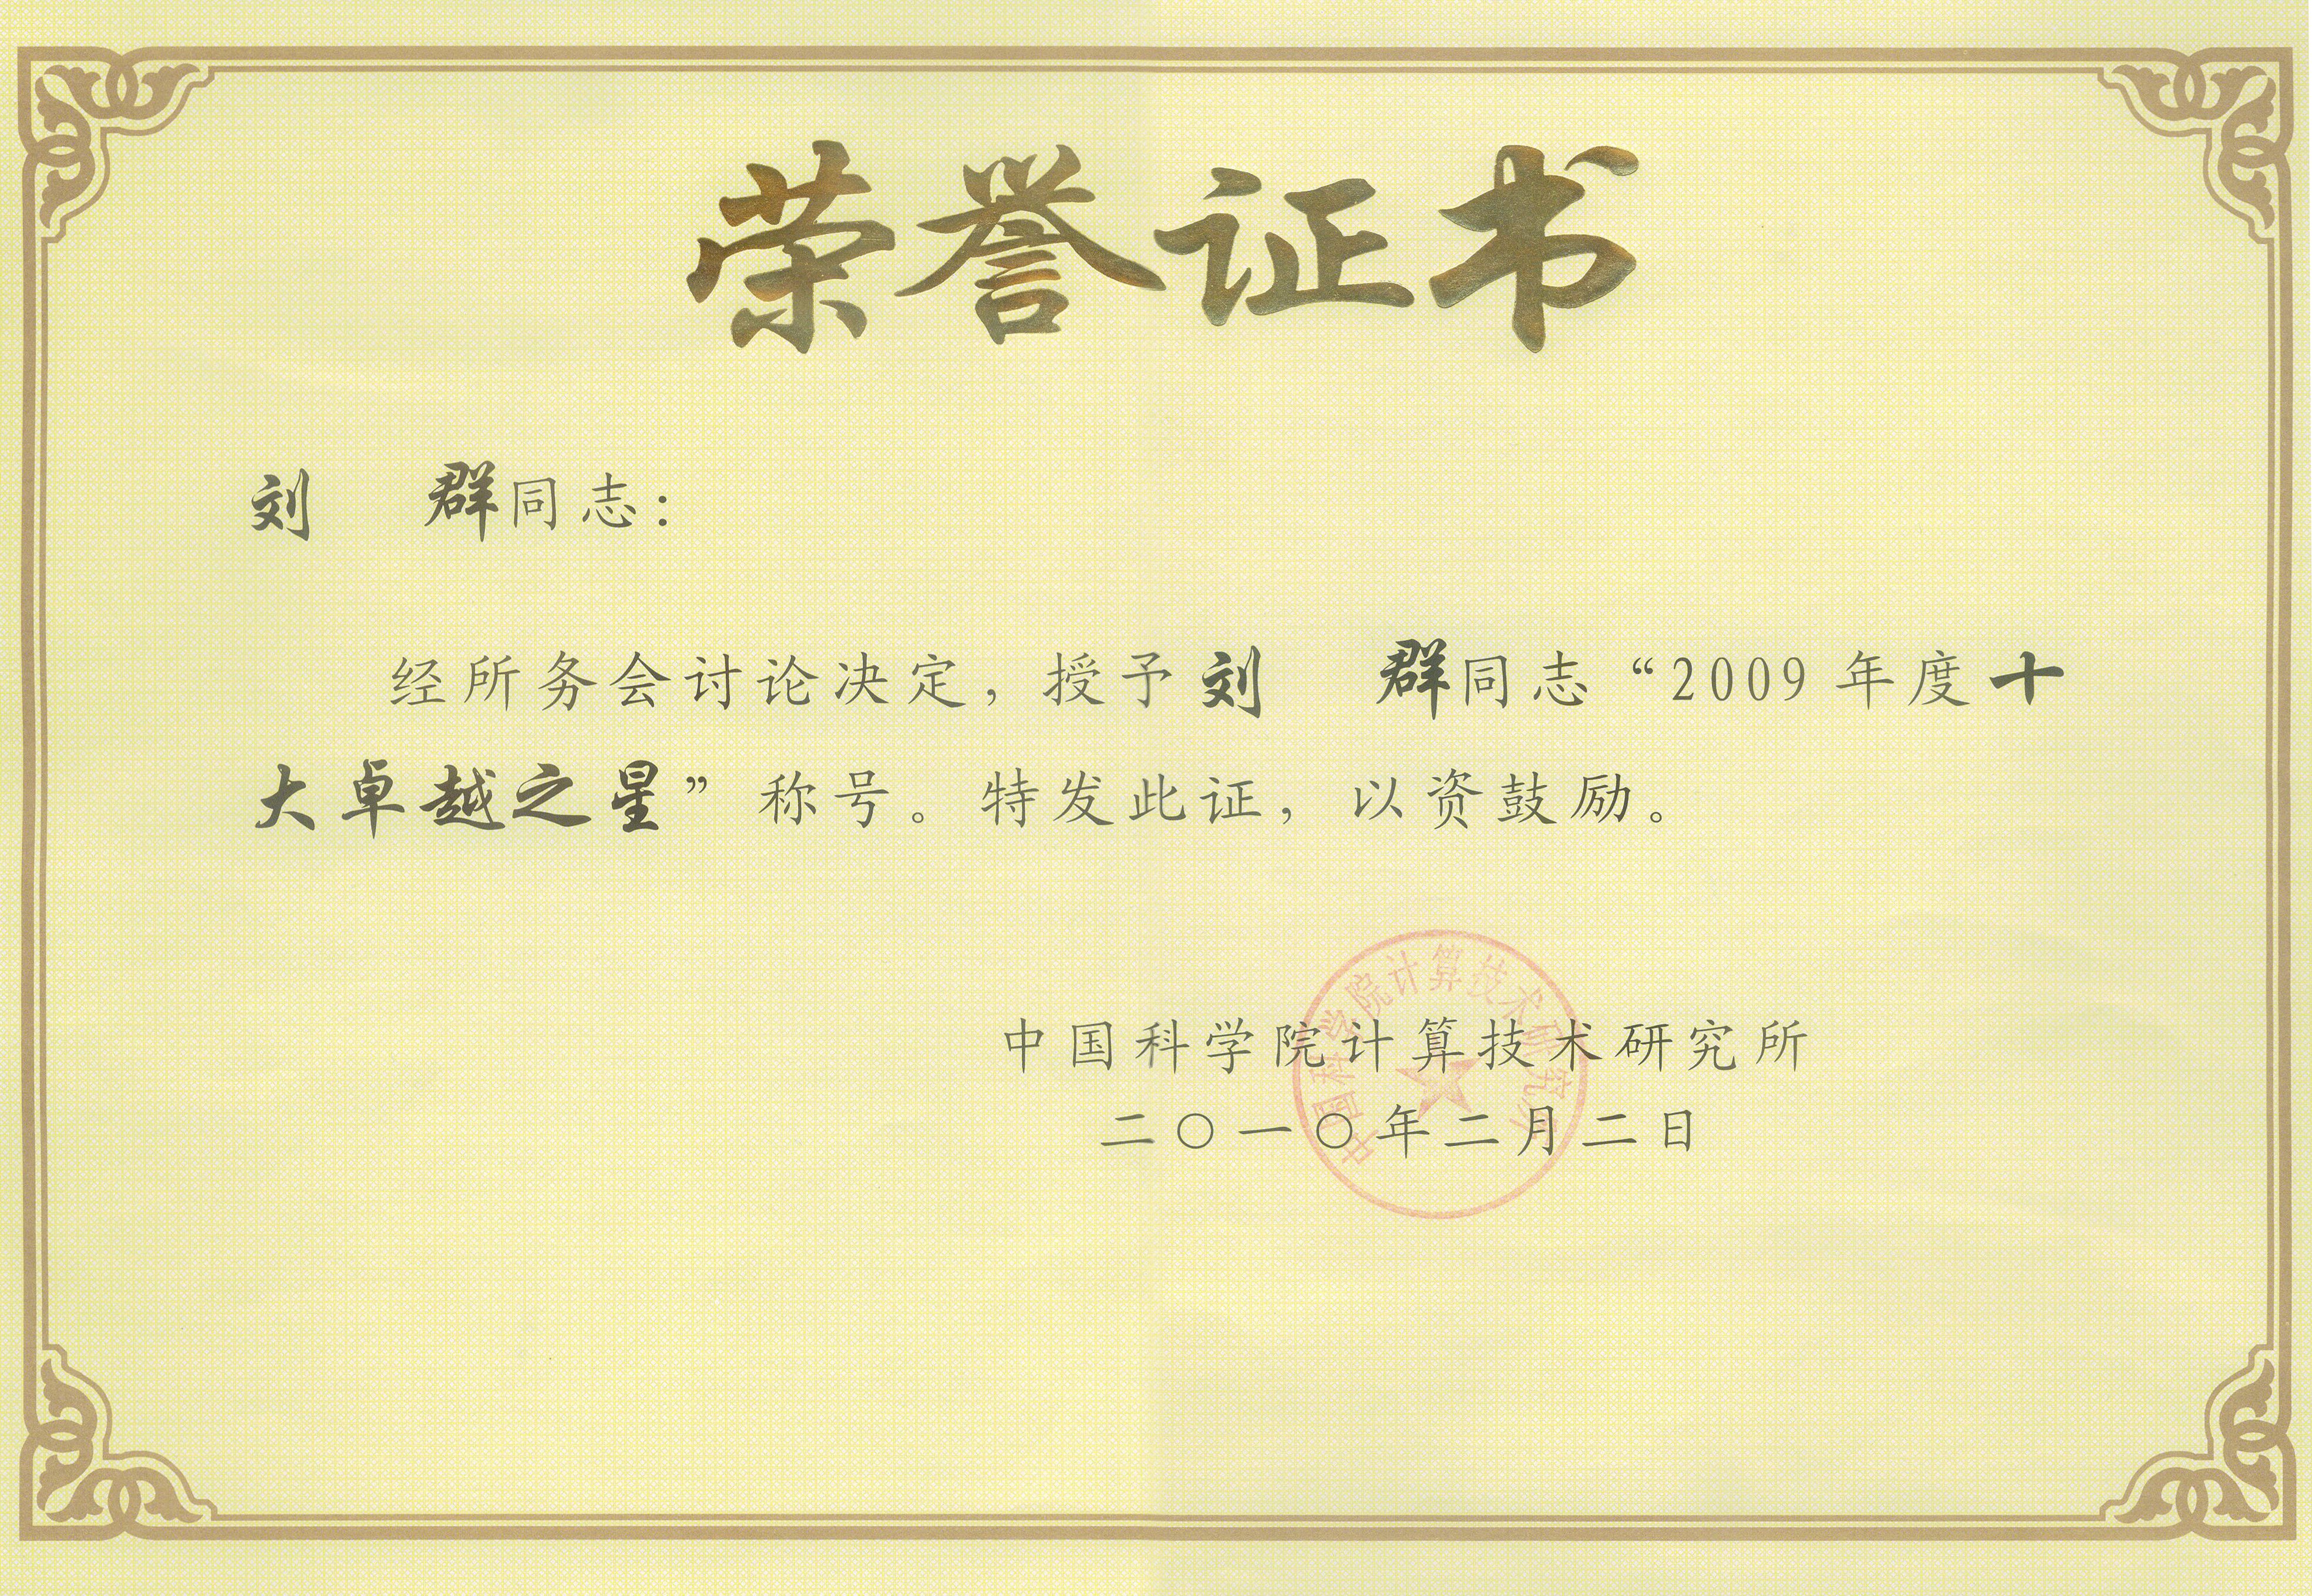 荣誉证书
刘 群同志：
经所务会讨论决定，授予刘 群同志“2009年度十
大卓越之星”称号。特发此证，以资鼓励。
中国科学院计算技术研究所
中国科学院计算技术研究所
二〇一〇年二月二日